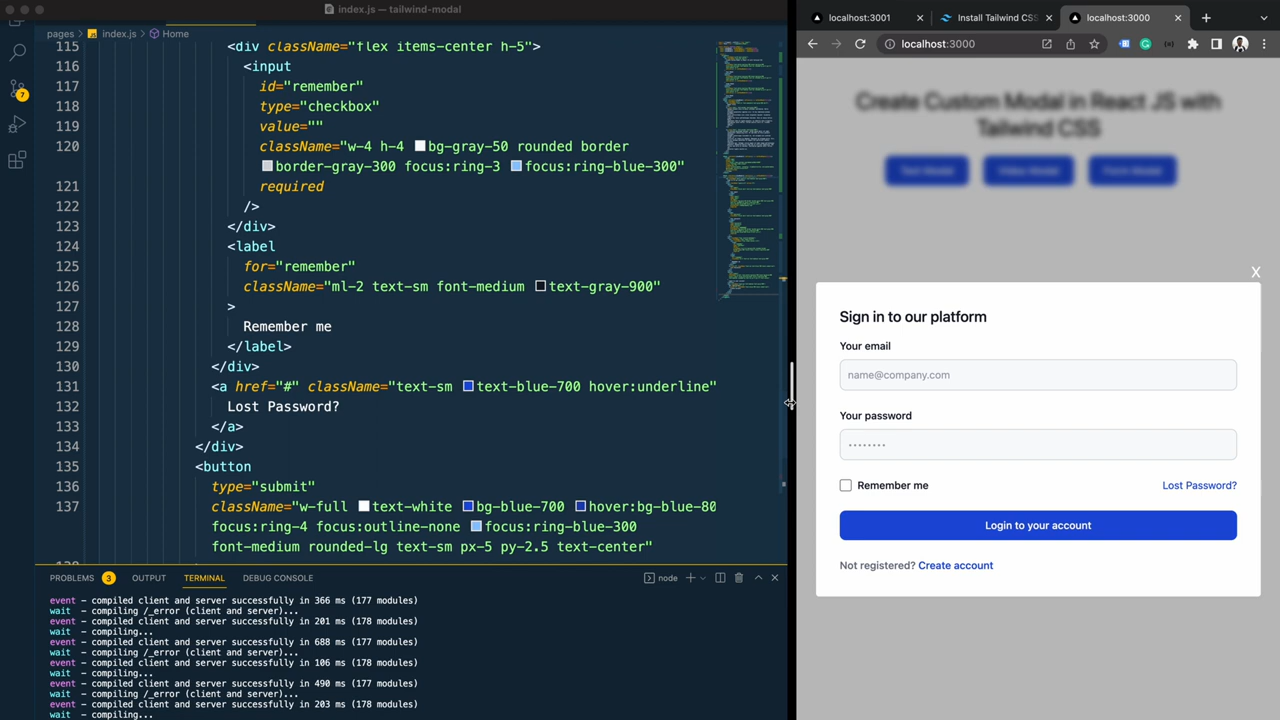 index.js — tailwind-modal
pages > index.js > Home
115 <div className="flex items-center h-5">
116 <input
117 id="remember"
118 type="checkbox"
119 value=""
120 className="w-4 h-4 bg-gray-50 rounded border
border-gray-300 focus:ring-3 focus:ring-blue-300"
121 required
122 />
123 </div>
124 <label
125 for="remember"
126 className="ml-2 text-sm font-medium text-gray-900"
127 >
128 Remember me
129 </label>
130 </div>
131 <a href="#" className="text-sm text-blue-700 hover:underline"
132 Lost Password?
133 </a>
134 </div>
135 <button
136 type="submit"
137 className="w-full text-white bg-blue-700 hover:bg-blue-80
focus:ring-4 focus:outline-none focus:ring-blue-300
font-medium rounded-lg text-sm px-5 py-2.5 text-center"
7
PROBLEMS 3 OUTPUT TERMINAL DEBUG CONSOLE node
event - compiled client and server successfully in 366 ms (177 modules)
wait - compiling /_error (client and server)...
event - compiled client and server successfully in 201 ms (178 modules)
wait - compiling...
event - compiled client and server successfully in 688 ms (177 modules)
wait - compiling /_error (client and server)...
event - compiled client and server successfully in 106 ms (178 modules)
wait - compiling...
event - compiled client and server successfully in 490 ms (177 modules)
wait - compiling /_error (client and server)...
event - compiled client and server successfully in 203 ms (178 modules)
wait - compiling...
localhost:3001 Install Tailwind CSS localhost:3000
localhost:3000
Tailwind CSS
X
Sign in to our platform
Your email
name@company.com
Your password
••••••••
Remember me Lost Password?
Login to your account
Not registered? Create account